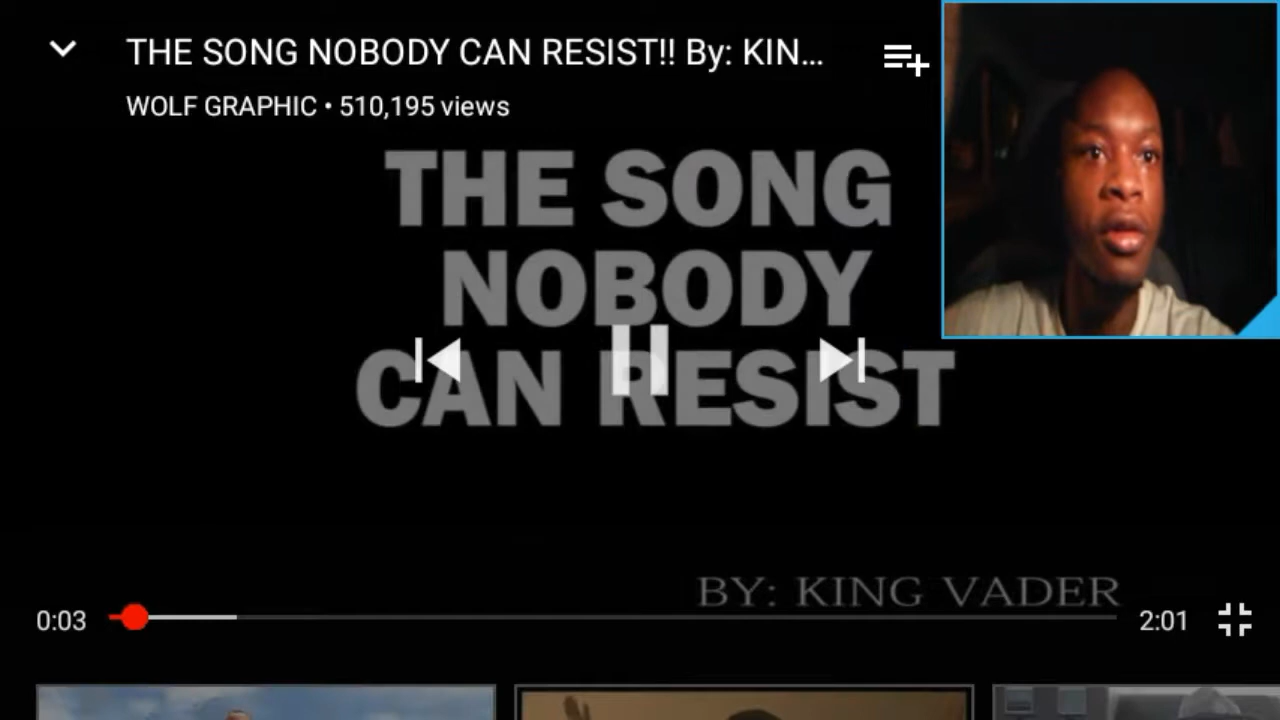 THE SONG NOBODY CAN RESIST!! By: KIN...
WOLF GRAPHIC • 510,195 views
THE SONG
NOBODY
CAN RESIST
BY: KING VADER
0:03
2:01